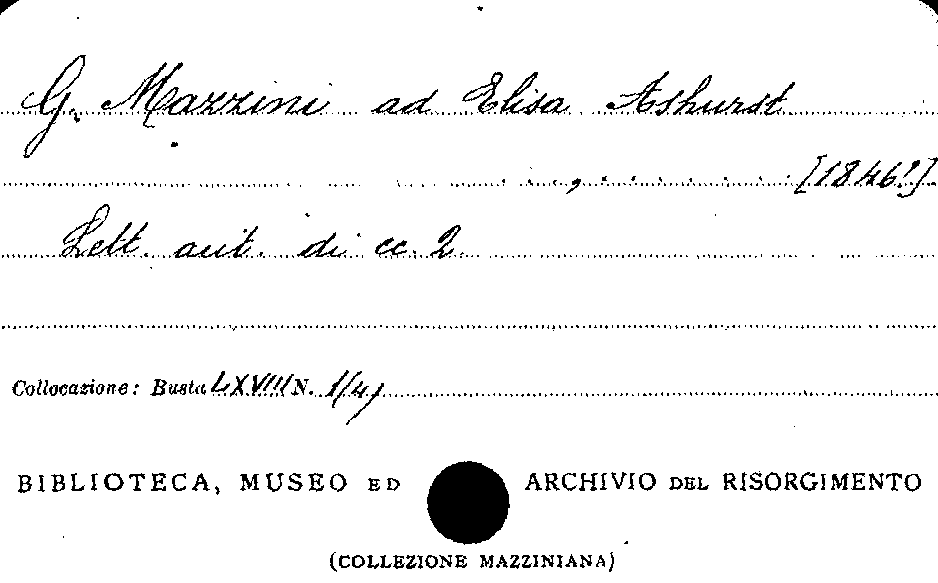 G. Mazzini ad Elisa Ashurst
, [1846?].
Lett. aut. di cc. 2
Collocazione: Busta LXVIII N. 1/4)
BIBLIOTECA, MUSEO ED ARCHIVIO DEL RISORGIMENTO
(COLLEZIONE MAZZINIANA)